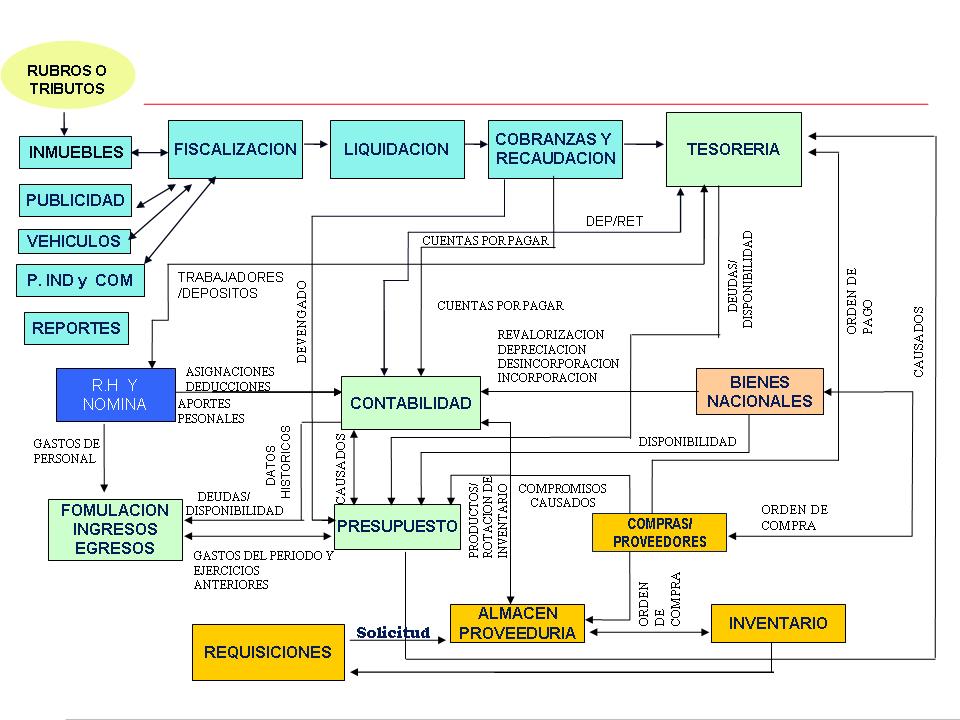 RUBROS O
TRIBUTOS
INMUEBLES
FISCALIZACION
LIQUIDACION
COBRANZAS Y
RECAUDACION
TESORERIA
PUBLICIDAD
VEHICULOS
P. IND y COM
REPORTES
DEP/RET
CUENTAS POR PAGAR
TRABAJADORES
/DEPOSITOS
DEVENGADO
CUENTAS POR PAGAR
DEUDAS/
DISPONIBILIDAD
ORDEN DE
PAGO
CAUSADOS
REVALORIZACION
DEPRECIACION
DESINCORPORACION
INCORPORACION
R.H Y
NOMINA
ASIGNACIONES
DEDUCCIONES
APORTES
PESONALES
CONTABILIDAD
BIENES
NACIONALES
GASTOS DE
PERSONAL
DATOS
HISTORICOS
CAUSADOS
DISPONIBILIDAD
PRODUCTOS/
ROTACION DE
INVENTARIO
COMPROMISOS
CAUSADOS
FOMULACION
INGRESOS
EGRESOS
DEUDAS/
DISPONIBILIDAD
PRESUPUESTO
COMPRAS/
PROVEEDORES
ORDEN DE
COMPRA
GASTOS DEL PERIODO Y
EJERCICIOS
ANTERIORES
ORDEN
DE
COMPRA
REQUISICIONES
Solicitud
ALMACEN
PROVEEDURIA
INVENTARIO